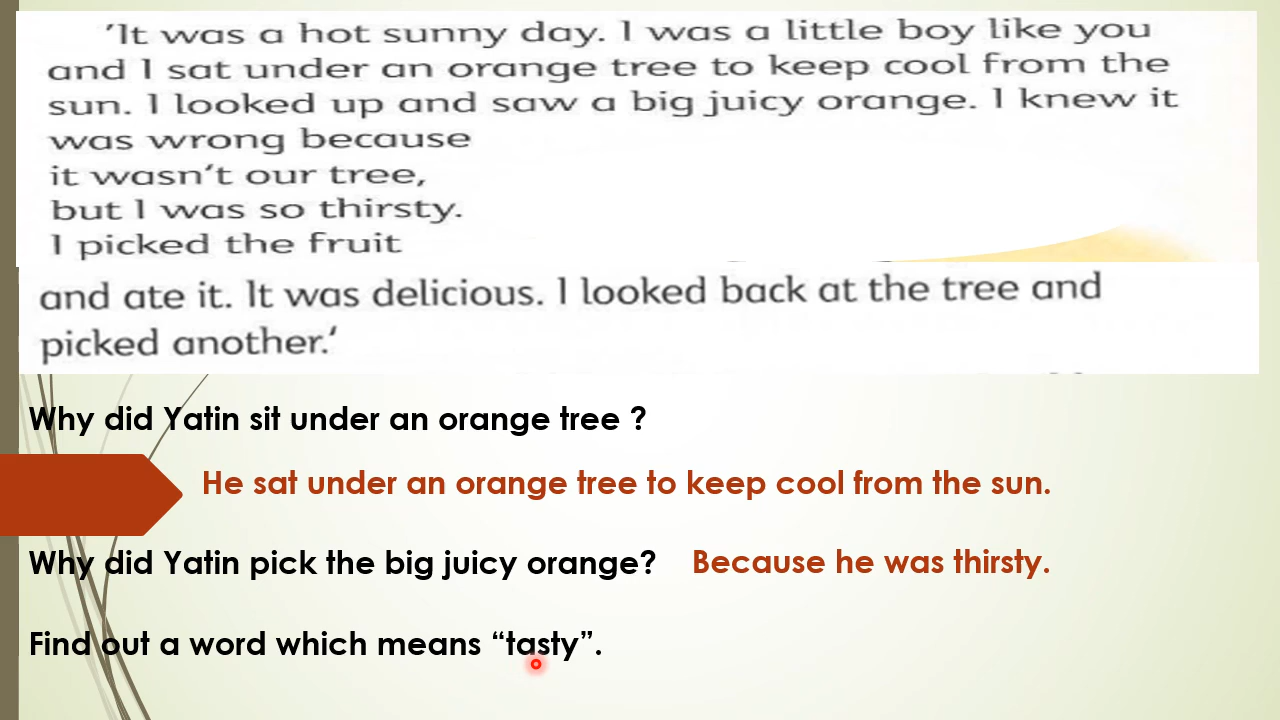 'It was a hot sunny day. I was a little boy like you
and I sat under an orange tree to keep cool from the
sun. I looked up and saw a big juicy orange. I knew it
was wrong because
it wasn't our tree,
but I was so thirsty.
I picked the fruit
and ate it. It was delicious. I looked back at the tree and
picked another.'
Why did Yatin sit under an orange tree ?
He sat under an orange tree to keep cool from the sun.
Why did Yatin pick the big juicy orange? Because he was thirsty.
Find out a word which means “tasty”.